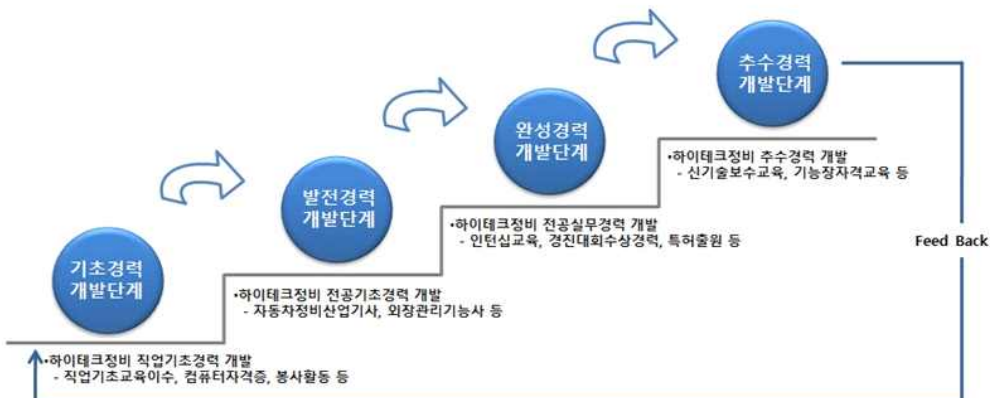 추수경력
개발단계
완성경력
개발단계
•하이테크정비 추수경력 개발
- 신기술보수교육, 기능장자격교육 등
발전경력
개발단계
•하이테크정비 전공실무경력 개발
- 인턴십교육, 경진대회수상경력, 특허출원 등
Feed Back
기초경력
개발단계
•하이테크정비 전공기초경력 개발
- 자동차정비산업기사, 외장관리기능사 등
•하이테크정비 직업기초경력 개발
- 직업기초교육이수, 컴퓨터자격증, 봉사활동 등